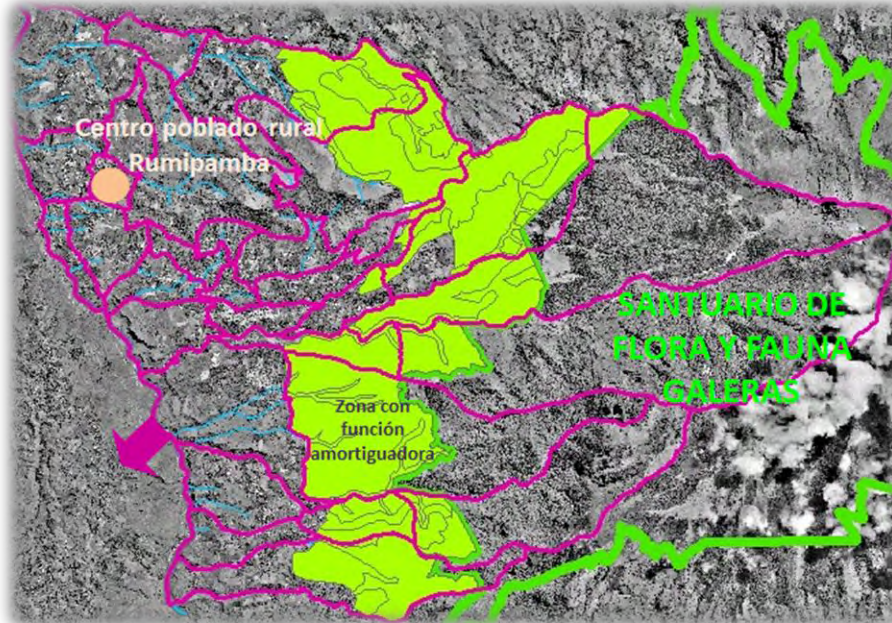 Centro poblado rural
Rumipamba
SANTUARIO DE
FLORA Y FAUNA
GALERAS
Zona con
función
amortiguadora